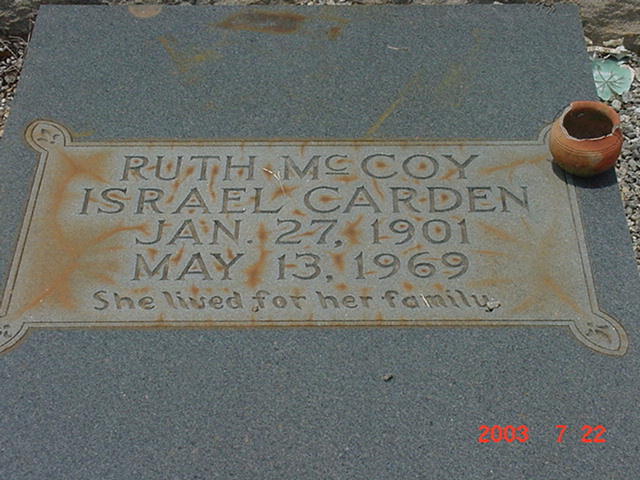 RUTH McCOY
ISRAEL CARDEN
JAN. 27, 1901
MAY 13, 1969
She lived for her family
2003 7 22